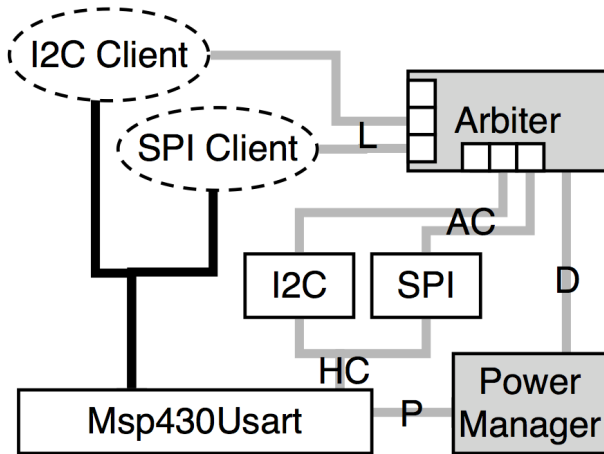 I2C Client
SPI Client
L
Arbiter
AC
I2C
SPI
D
HC
Msp430Usart
P
Power
Manager